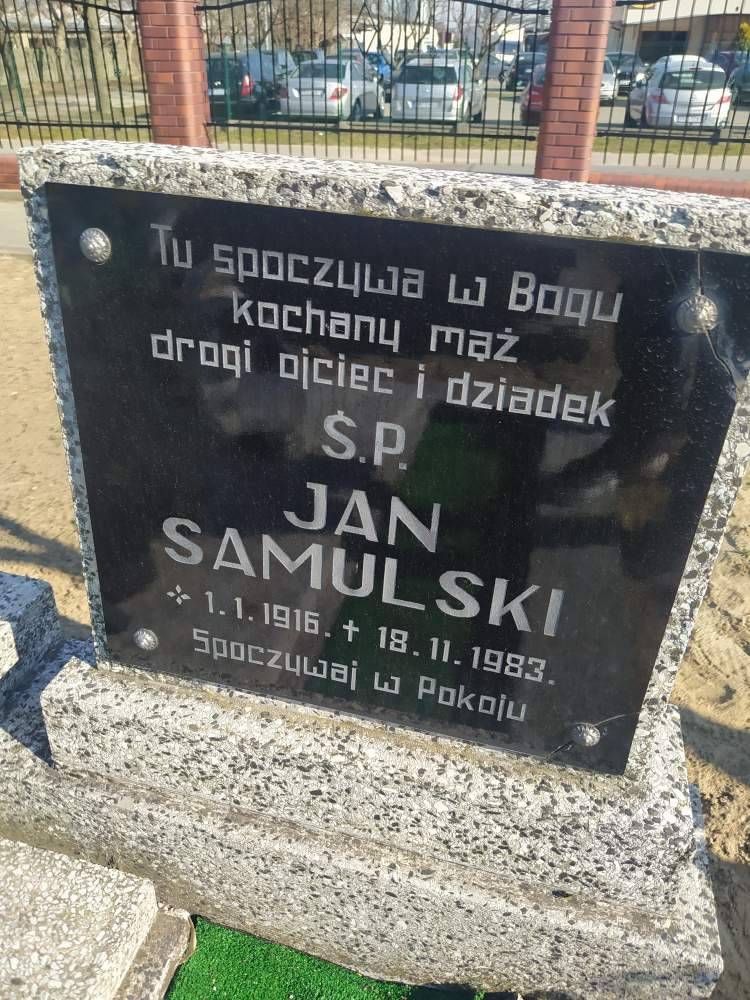 Tu spoczywa w Bogu
kochany mąż
drogi ojciec i dziadek
Ś.P.
JAN
SAMULSKI
1.1.1916. ✝ 18.11.1983.
Spoczywaj w Pokoju